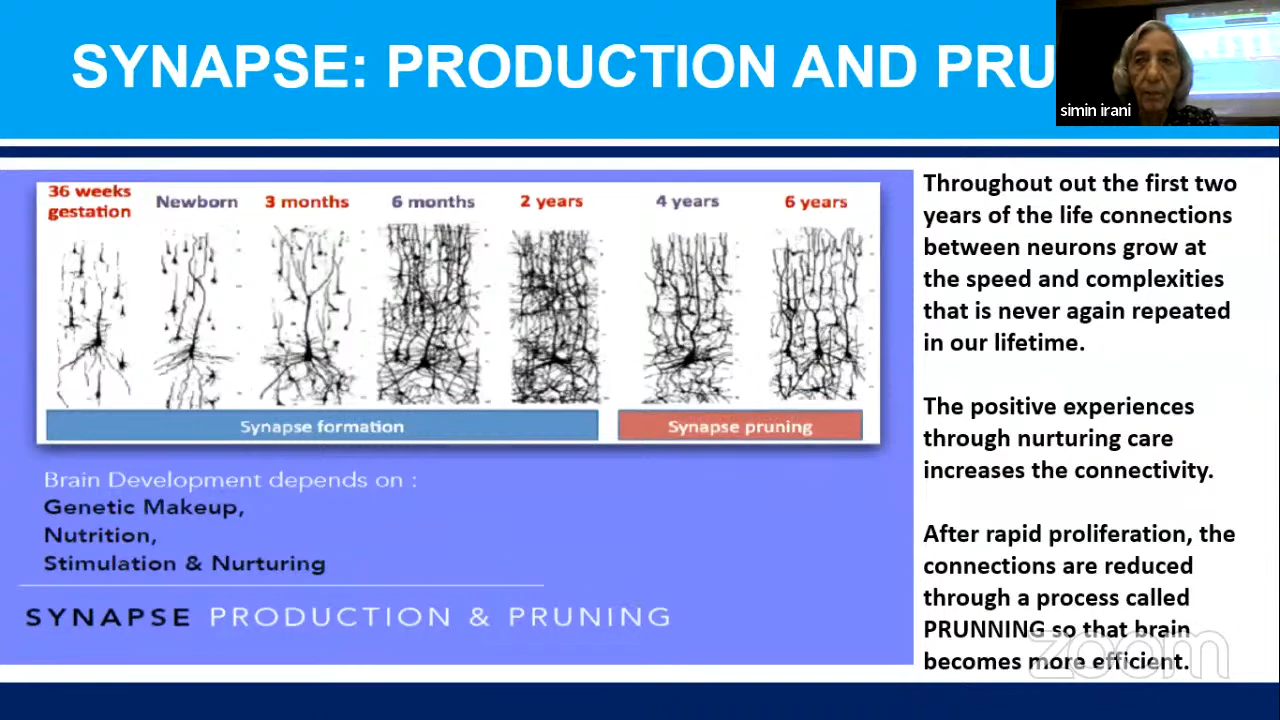 SYNAPSE: PRODUCTION AND PRU
simin irani
36 weeks
gestation
Newborn
3 months
6 months
2 years
4 years
6 years
Synapse formation
Synapse pruning
Brain Development depends on :
Genetic Makeup,
Nutrition,
Stimulation & Nurturing
SYNAPSE PRODUCTION & PRUNING
Throughout out the first two
years of the life connections
between neurons grow at
the speed and complexities
that is never again repeated
in our lifetime.
The positive experiences
through nurturing care
increases the connectivity.
After rapid proliferation, the
connections are reduced
through a process called
PRUNNING so that brain
becomes more efficient.
zoom